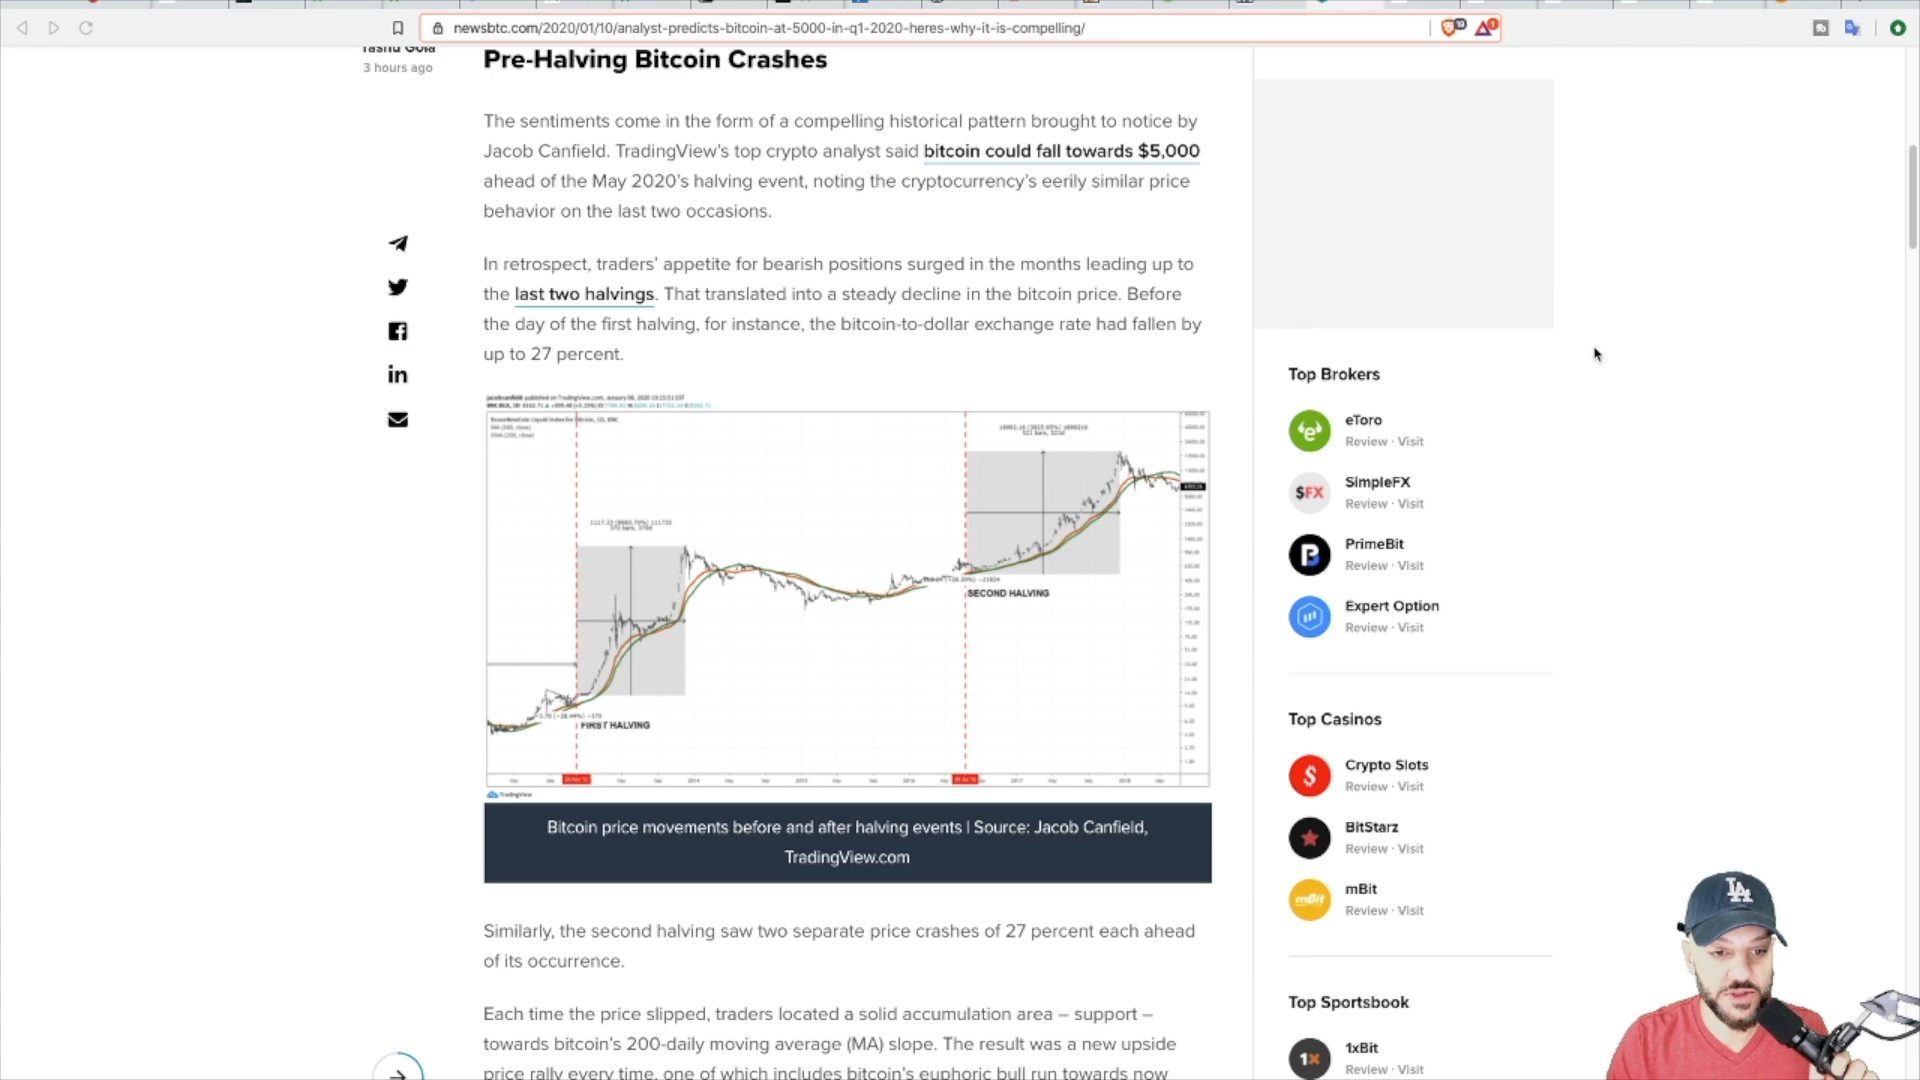 newsbtc.com/2020/01/10/analyst-predicts-bitcoin-at-5000-in-q1-2020-heres-why-it-is-compelling/
Yashu Gola
3 hours ago
Pre-Halving Bitcoin Crashes
The sentiments come in the form of a compelling historical pattern brought to notice by
Jacob Canfield. TradingView's top crypto analyst said bitcoin could fall towards $5,000
ahead of the May 2020's halving event, noting the cryptocurrency's eerily similar price
behavior on the last two occasions.
In retrospect, traders' appetite for bearish positions surged in the months leading up to
the last two halvings. That translated into a steady decline in the bitcoin price. Before
the day of the first halving, for instance, the bitcoin-to-dollar exchange rate had fallen by
up to 27 percent.
SECOND HALVING
FIRST HALVING
2014
2015
2016
2017
2018
TradingView
Bitcoin price movements before and after halving events | Source: Jacob Canfield,
TradingView.com
Similarly, the second halving saw two separate price crashes of 27 percent each ahead
of its occurrence.
Each time the price slipped, traders located a solid accumulation area – support –
towards bitcoin's 200-daily moving average (MA) slope. The result was a new upside
price rally every time, one of which includes bitcoin's euphoric bull run towards now
Top Brokers
eToro
Review · Visit
$FX
SimpleFX
Review · Visit
PrimeBit
Review · Visit
Expert Option
Review · Visit
Top Casinos
Crypto Slots
Review · Visit
BitStarz
Review · Visit
mBit
mBit
Review · Visit
Top Sportsbook
1x
1xBit
Review · Visit
LA